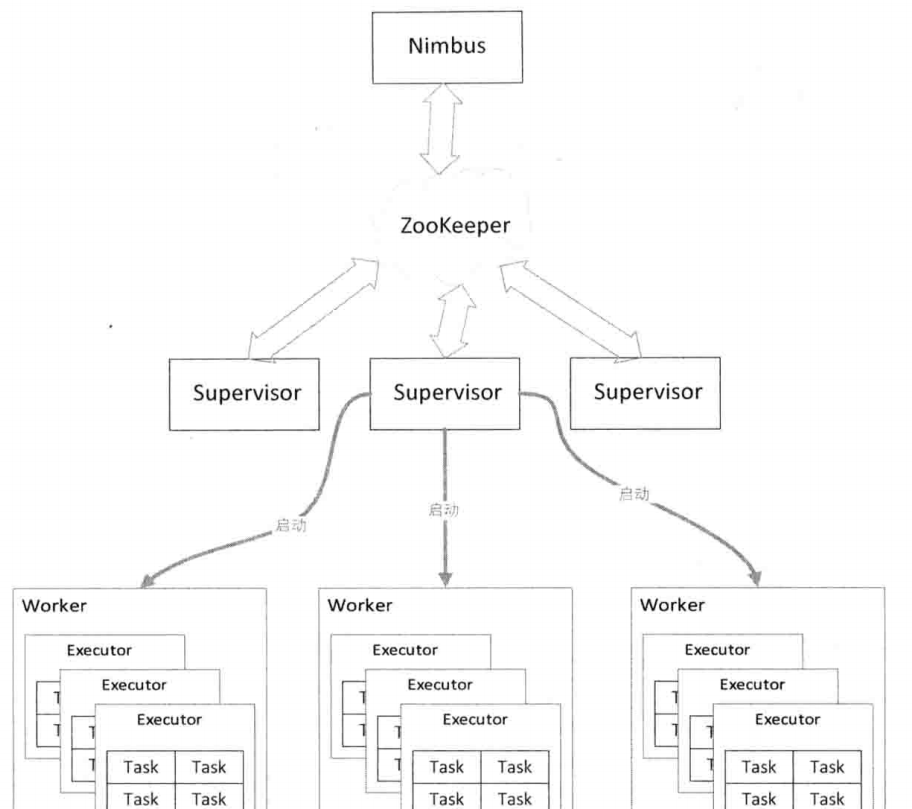 Nimbus
ZooKeeper
Supervisor Supervisor Supervisor
启动 启动 启动
Worker Worker Worker
Executor Executor Executor
Executor Executor Executor
Executor Executor Executor
Task Task Task Task Task Task
Task Task Task Task Task Task